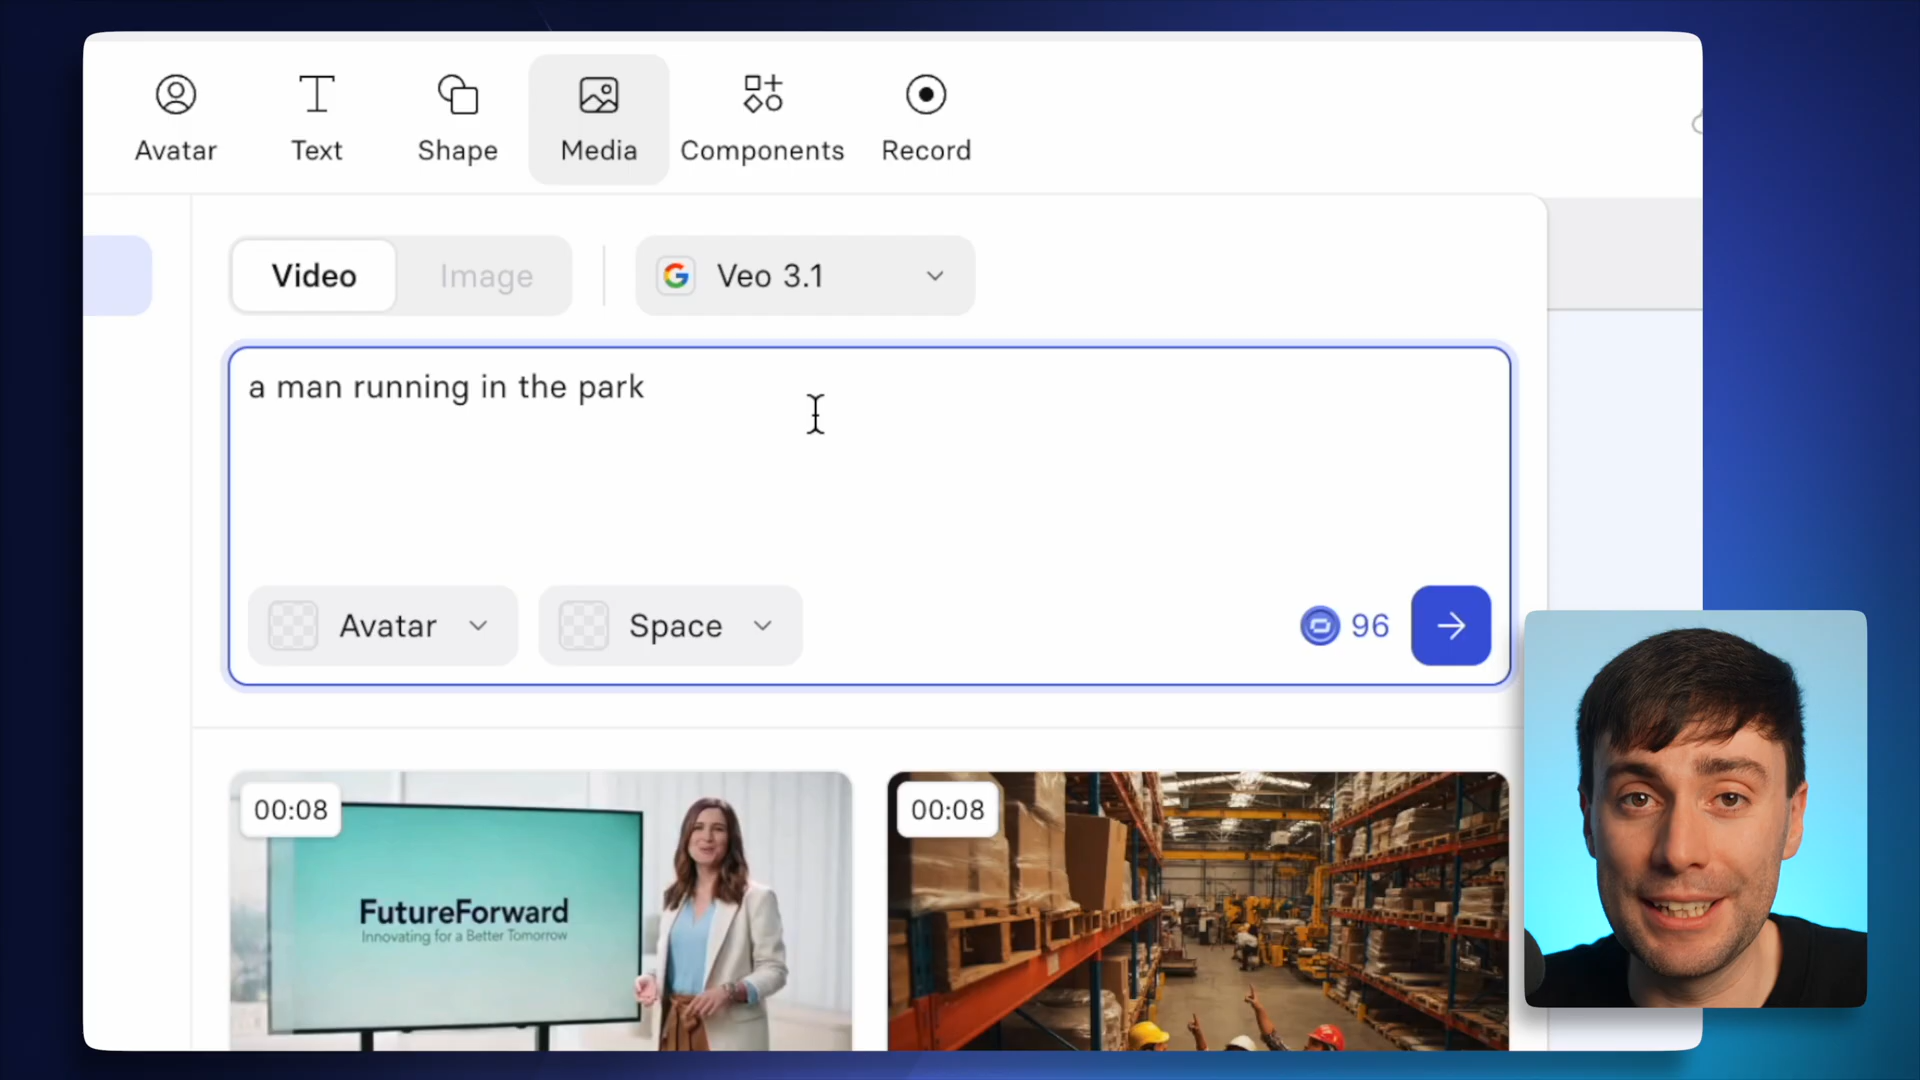 Avatar
Text
Shape
Media
Components
Record
Video
Image
Veo 3.1
a man running in the park
Avatar
Space
96
00:08
00:08
FutureForward
Innovating for a Better Tomorrow